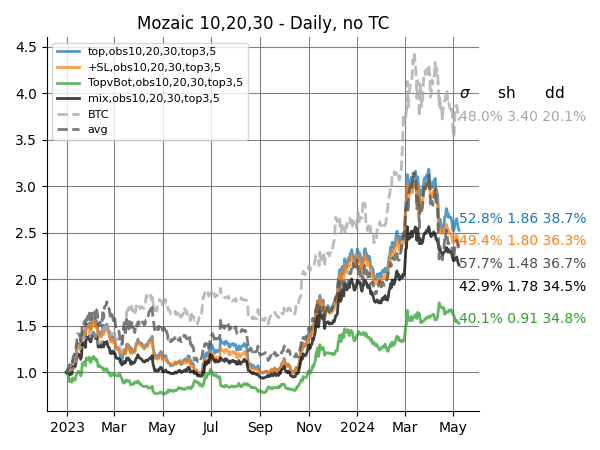 Mozaic 10,20,30 - Daily, no TC
4.5
4.0
3.5
3.0
2.5
2.0
1.5
1.0
top,obs10,20,30,top3,5
+SL,obs10,20,30,top3,5
TopvBot,obs10,20,30,top3,5
mix,obs10,20,30,top3,5
BTC
avg
σ sh dd
48.0% 3.40 20.1%
52.8% 1.86 38.7%
49.4% 1.80 36.3%
57.7% 1.48 36.7%
42.9% 1.78 34.5%
40.1% 0.91 34.8%
2023 Mar May Jul Sep Nov 2024 Mar May